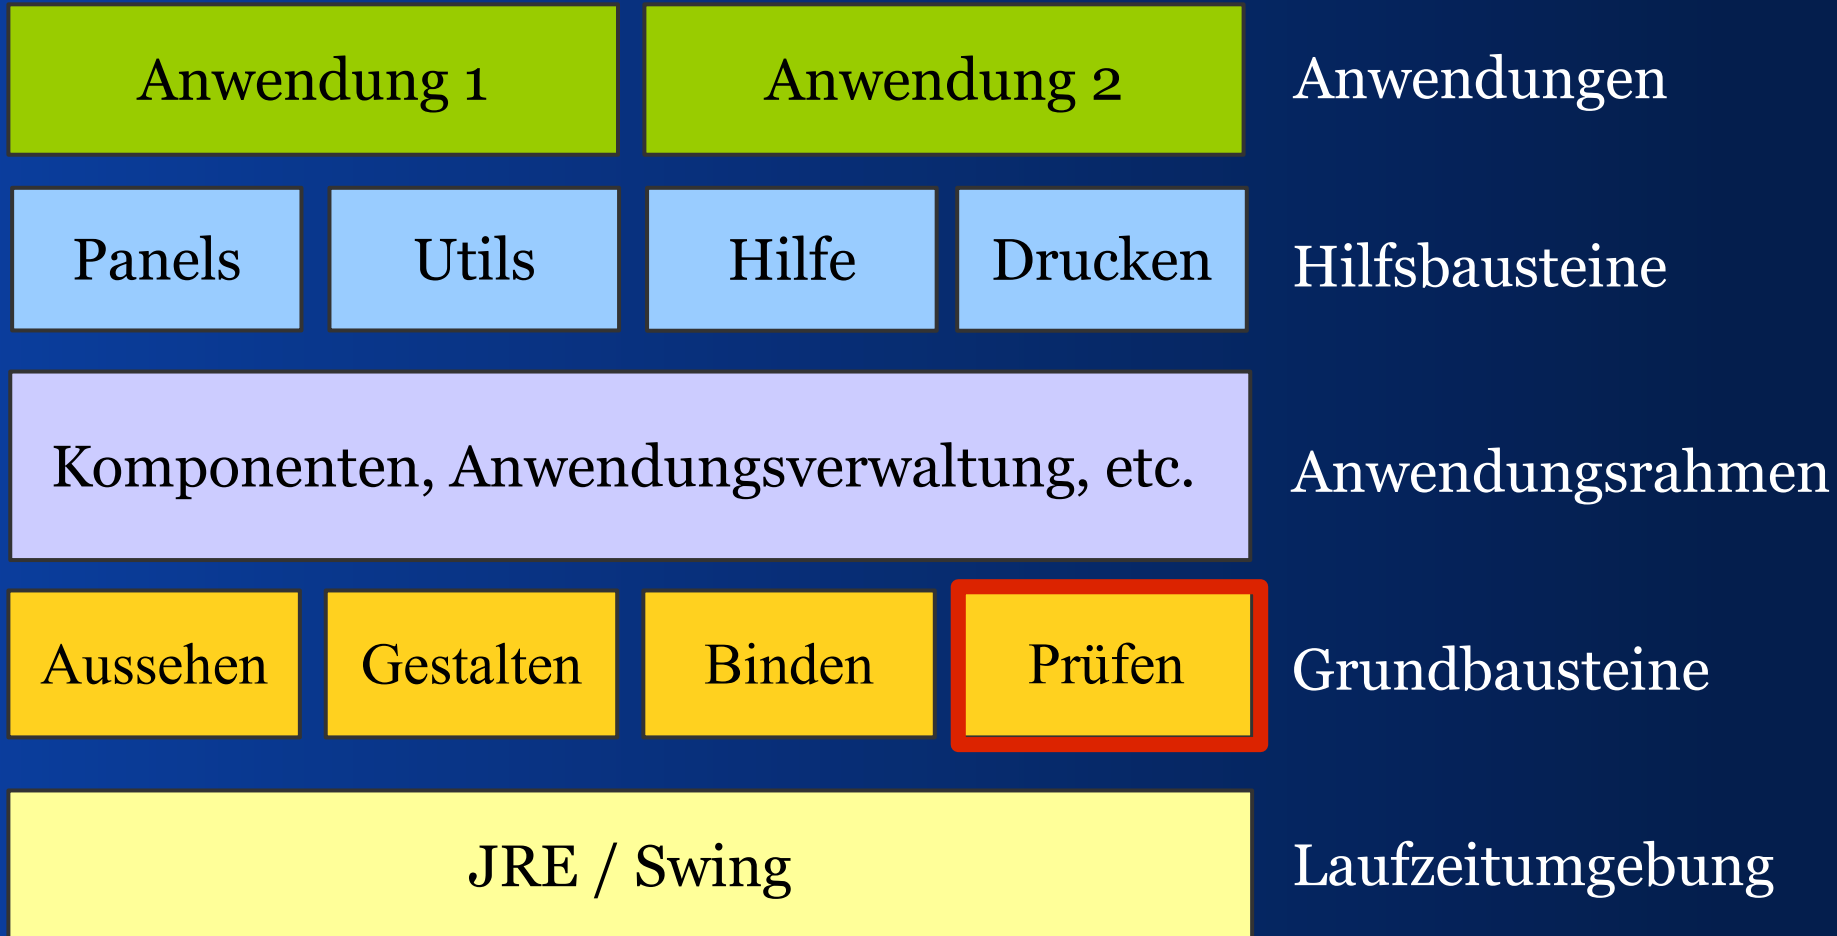 Anwendung 1
Anwendung 2
Anwendungen
Panels
Utils
Hilfe
Drucken
Hilfsbausteine
Komponenten, Anwendungsverwaltung, etc.
Anwendungsrahmen
Aussehen
Gestalten
Binden
Prüfen
Grundbausteine
JRE / Swing
Laufzeitumgebung